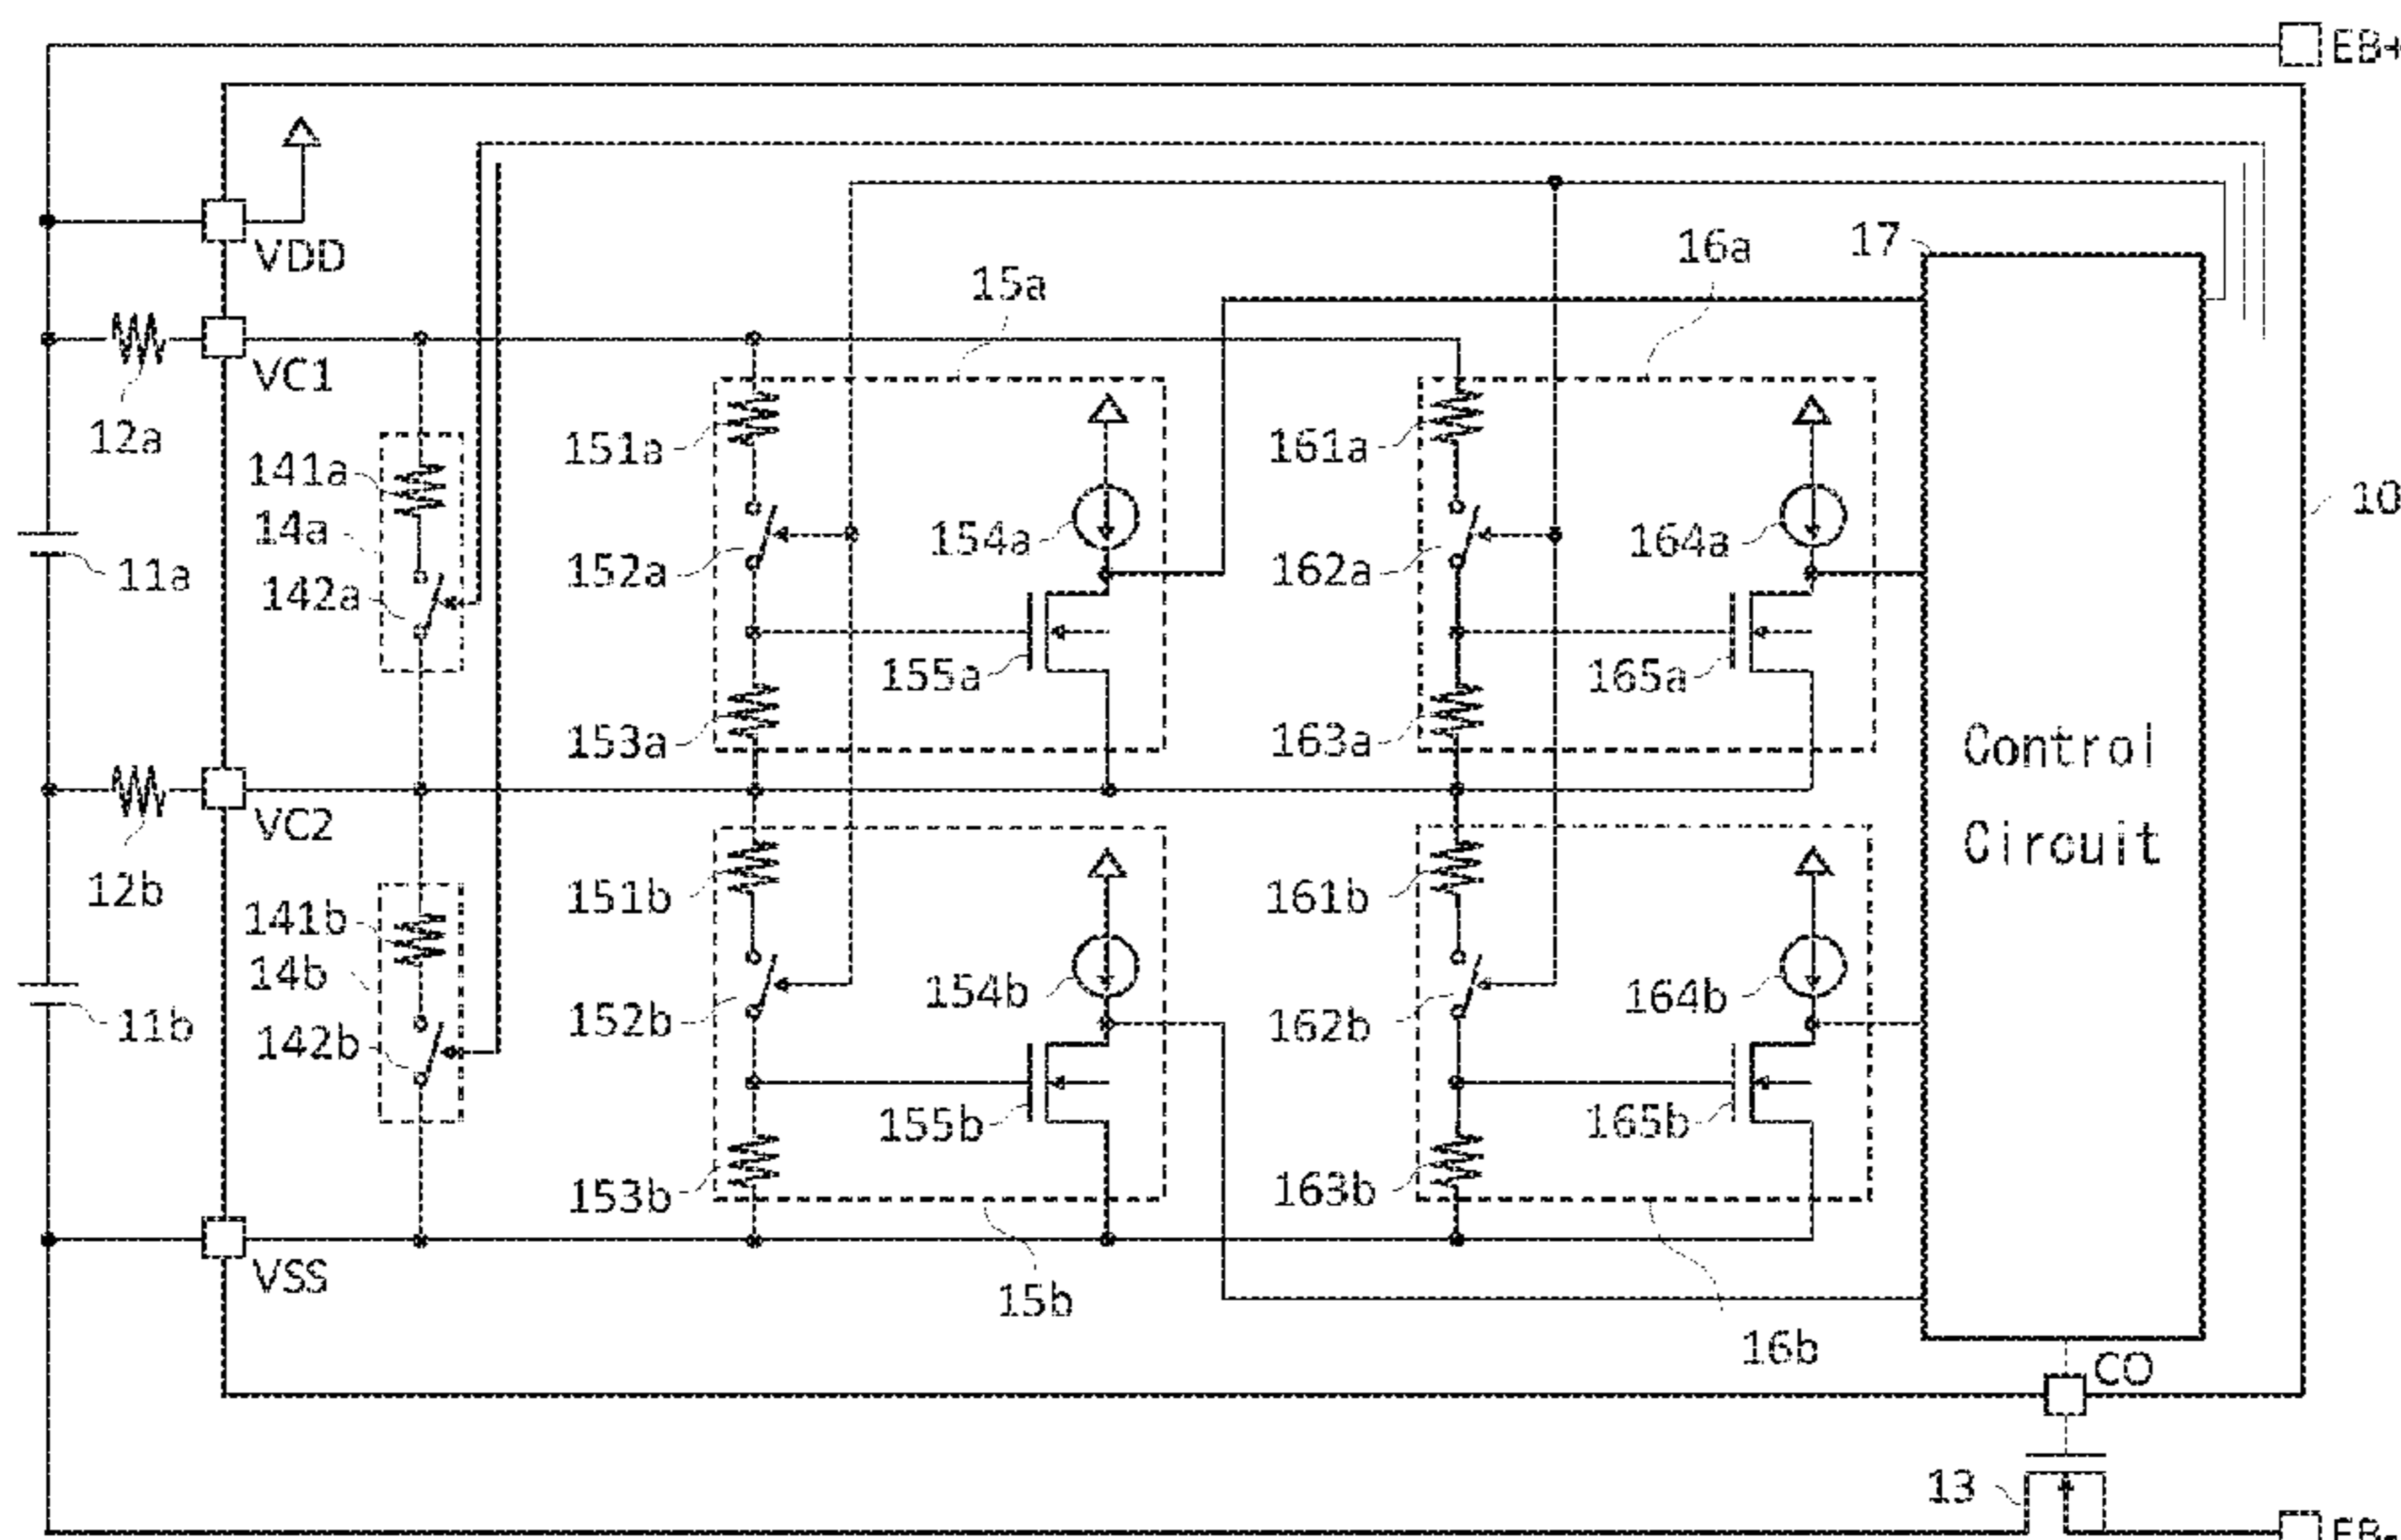 EB+
VDD
17
16a
15a
VC1
12a
151a
161a
141a
10
14a
154a
164a
152a
162a
11a
142a
155a
165a
153a
163a
Control
Circuit
VC2
12b
151b
161b
141b
14b
154b
164b
11b
152b
162b
142b
155b
165b
153b
163b
VSS
15b
16b
CO
13
EB-